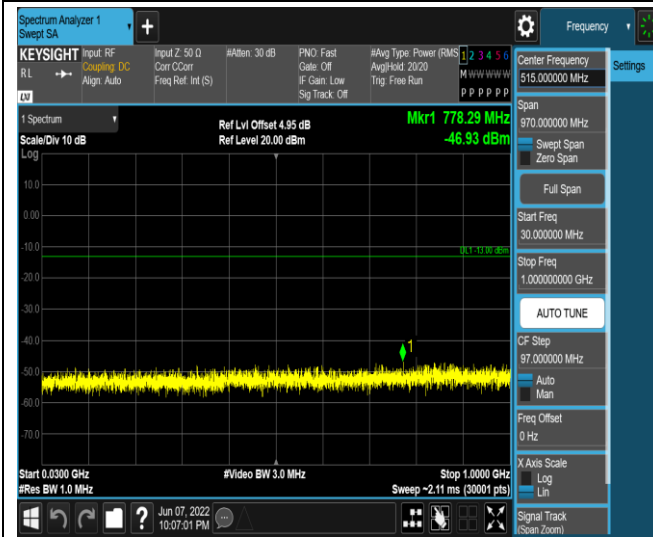 Spectrum Analyzer 1
Swept SA
+
Frequency
KEYSIGHT
RL
LXI
Input: RF
Coupling: DC
Align: Auto
Input Z: 50 Ω
Corr CCorr
Freq Ref: Int (S)
#Atten: 30 dB
PNO: Fast
Gate: Off
IF Gain: Low
Sig Track: Off
#Avg Type: Power (RMS
Avg|Hold: 20/20
Trig: Free Run
1 2 3 4 5 6
M W W W W W
P P P P P P
1 Spectrum
Scale/Div 10 dB
Log
Ref Lvl Offset 4.95 dB
Ref Level 20.00 dBm
Mkr1 778.29 MHz
-46.93 dBm
10.0
0.00
-10.0
DL1 -13.00 dBm
-20.0
-30.0
-40.0
1
-50.0
-60.0
-70.0
Start 0.0300 GHz
#Res BW 1.0 MHz
#Video BW 3.0 MHz
Stop 1.0000 GHz
Sweep ~2.11 ms (30001 pts)
?
Jun 07, 2022
10:07:01 PM
Settings
Center Frequency
515.000000 MHz
Span
970.000000 MHz
Swept Span
Zero Span
Full Span
Start Freq
30.000000 MHz
Stop Freq
1.000000000 GHz
AUTO TUNE
CF Step
97.000000 MHz
Auto
Man
Freq Offset
0 Hz
X Axis Scale
Log
Lin
Signal Track
(Span Zoom)